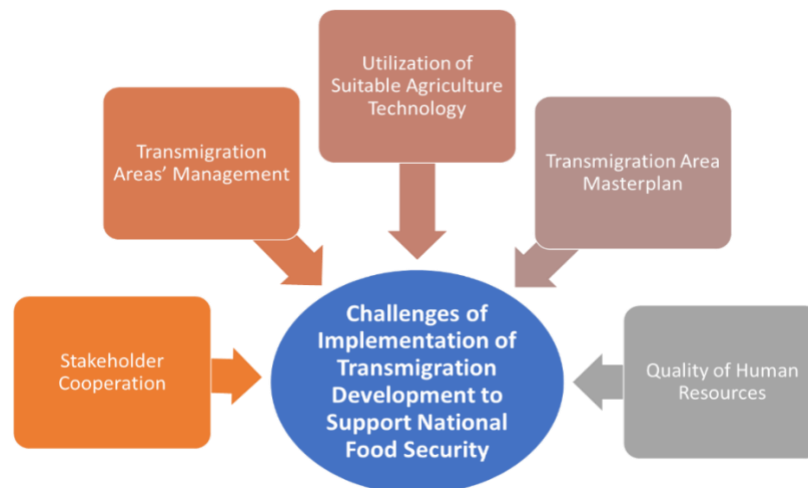 Utilization of
Suitable Agriculture
Technology
Transmigration
Areas' Management
Transmigration Area
Masterplan
Stakeholder
Cooperation
Challenges of
Implementation of
Transmigration
Development to
Support National
Food Security
Quality of Human
Resources